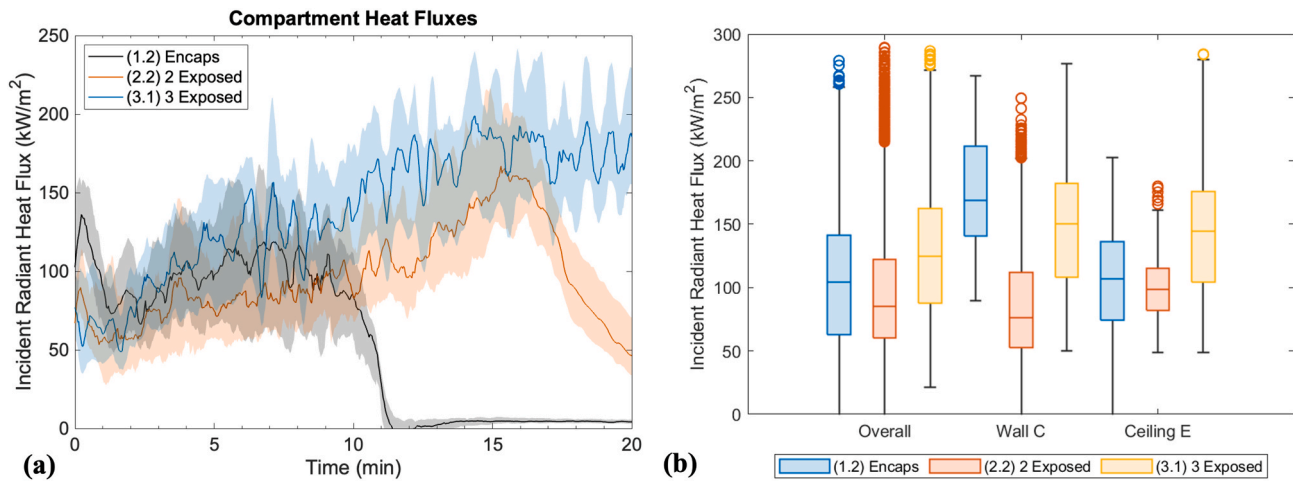 Compartment Heat Fluxes
Incident Radiant Heat Flux (kW/m²)
250
200
150
100
50
0
(1.2) Encaps
(2.2) 2 Exposed
(3.1) 3 Exposed
0 5 10 15 20
Time (min)
(a)
Incident Radiant Heat Flux (kW/m²)
300
250
200
150
100
50
0
Overall Wall C Ceiling E
(b)
(1.2) Encaps (2.2) 2 Exposed (3.1) 3 Exposed